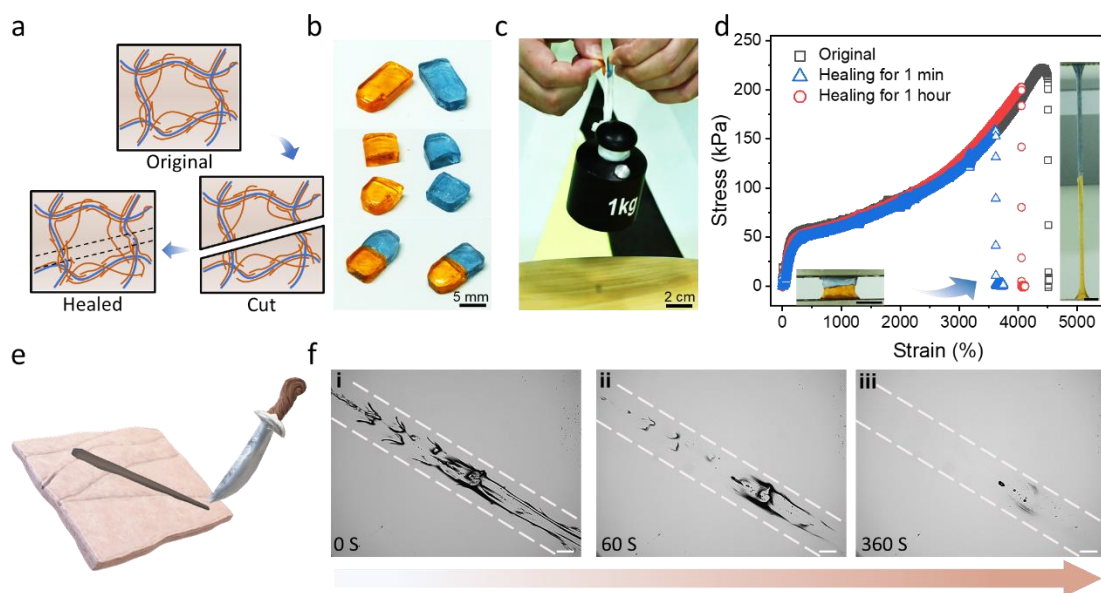 a
Original
Healed
Cut
b
5 mm
c
1kg
2 cm
d
250
200
150
100
50
0
Stress (kPa)
Original
Healing for 1 min
Healing for 1 hour
0
1000
2000
3000
4000
5000
Strain (%)
e
f
i
0 S
ii
60 S
iii
360 S